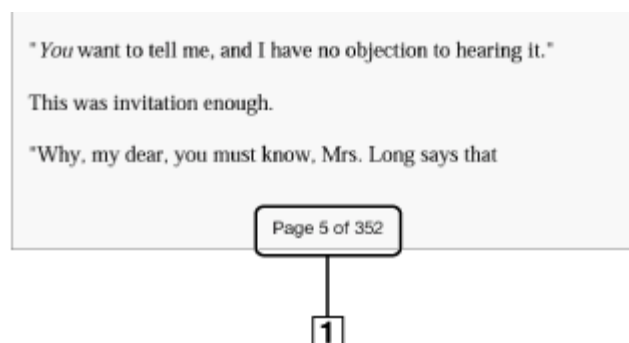 "You want to tell me, and I have no objection to hearing it."
This was invitation enough.
"Why, my dear, you must know, Mrs. Long says that
Page 5 of 352
1